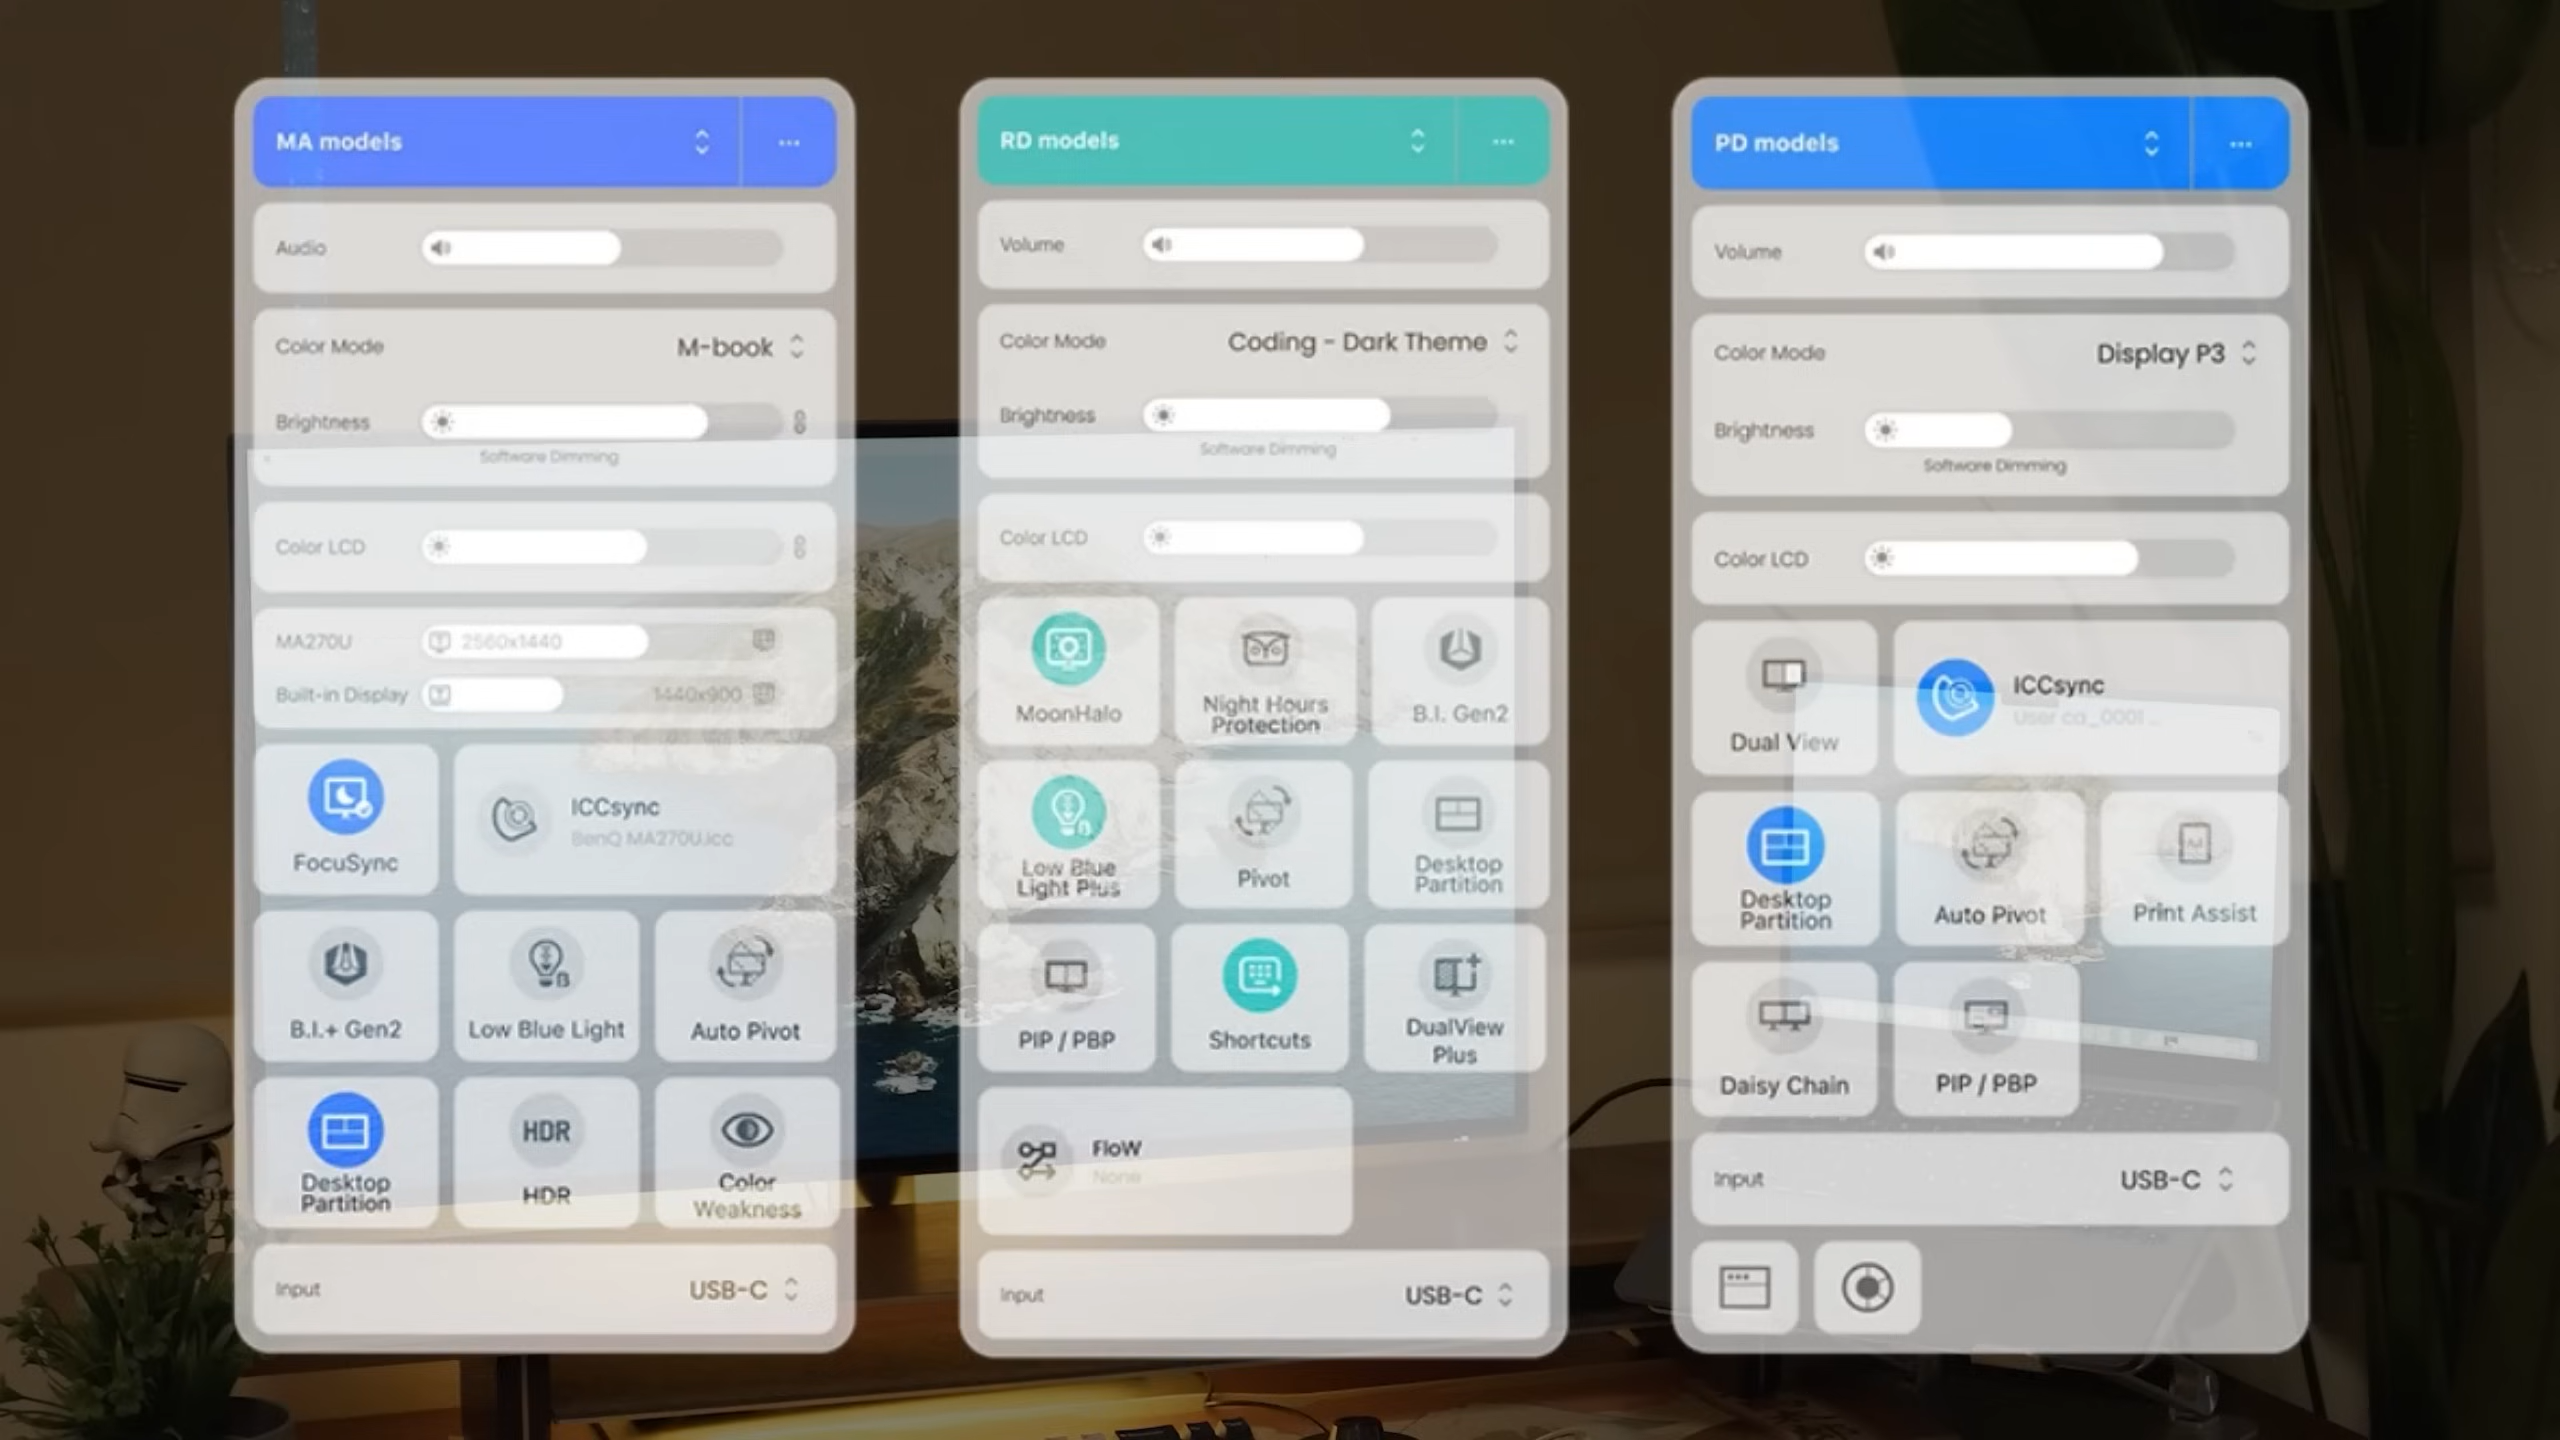 MA models
Audio
Color Mode
M-book
Brightness
Software Dimming
Color LCD
MA270U
2560x1440
Built-in Display
1440x900
FocuSync
ICCsync
BenQ MA270U.icc
B.I.+ Gen2
Low Blue Light
Auto Pivot
Desktop
Partition
HDR
HDR
Color
Weakness
Input
USB-C
RD models
Volume
Color Mode
Coding - Dark Theme
Brightness
Software Dimming
Color LCD
MoonHalo
Night Hours
Protection
B.I. Gen2
Low Blue
Light Plus
Pivot
Desktop
Partition
PIP / PBP
Shortcuts
DualView
Plus
FloW
None
Input
USB-C
PD models
Volume
Color Mode
Display P3
Brightness
Software Dimming
Color LCD
Dual View
ICCsync
User ca_0001 ...
Desktop
Partition
Auto Pivot
Print Assist
Daisy Chain
PIP / PBP
Input
USB-C